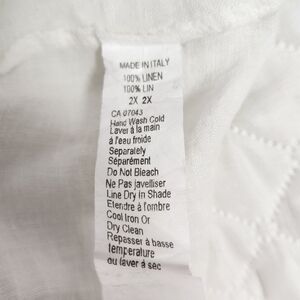 MADE IN ITALY
100% LINEN
100% LIN
2X 2X
CA 07043
Hand Wash Cold
Laver à la main
à l'eau froide
Separately
Séparément
Do Not Bleach
Ne Pas javelliser
Line Dry in Shade
Etendre à l'ombre
Cool Iron Or
Dry Clean
Repasser à basse
temperature
ou laver à sec